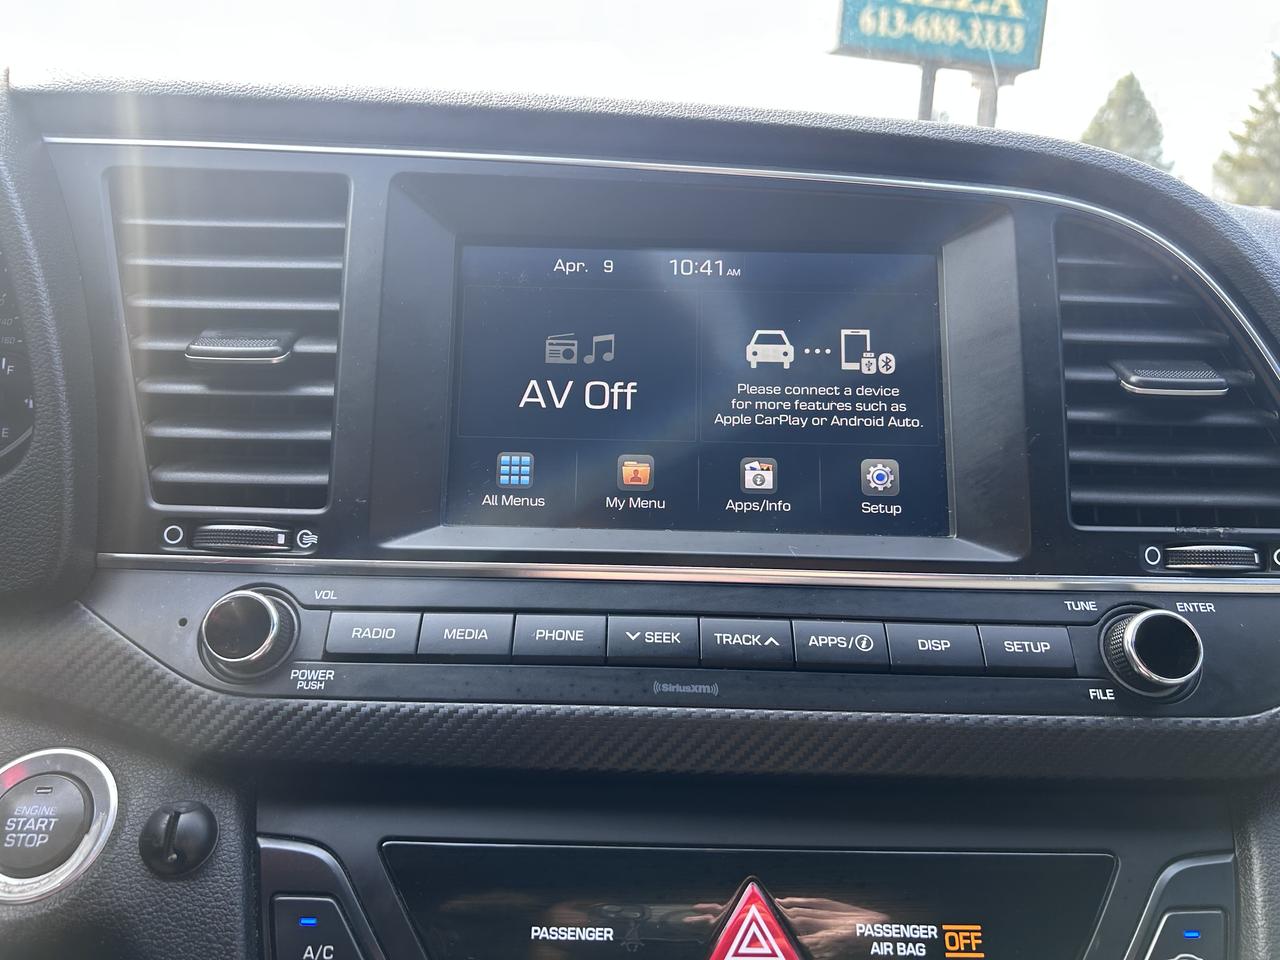 613-688-3333
Apr. 9 10:41 AM
AV Off
Please connect a device
for more features such as
Apple CarPlay or Android Auto.
All Menus
My Menu
Apps/Info
Setup
VOL
TUNE
ENTER
RADIO
MEDIA
PHONE
SEEK
TRACK
APPS/i
DISP
SETUP
POWER
PUSH
SiriusXM
FILE
ENGINE
START
STOP
A/C
PASSENGER
PASSENGER
AIR BAG
OFF
F
E